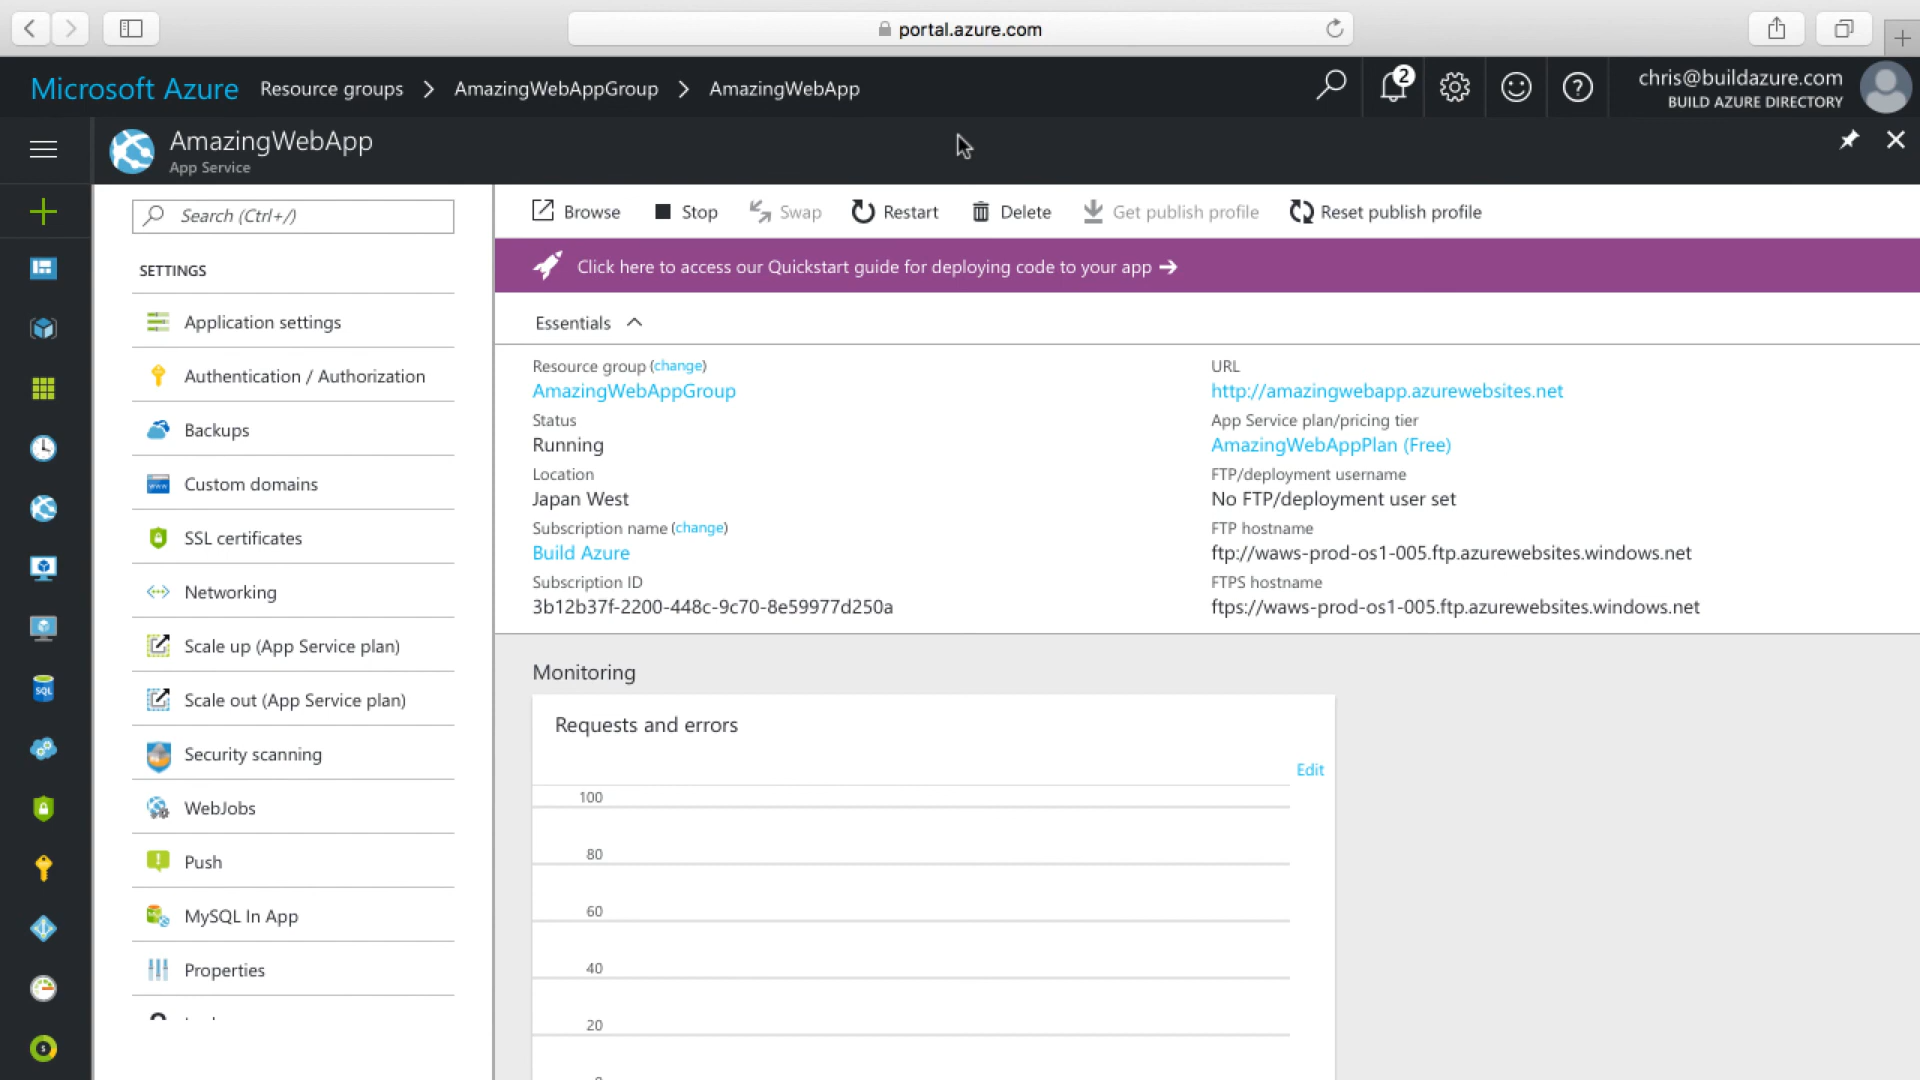 portal.azure.com
Microsoft Azure Resource groups > AmazingWebAppGroup > AmazingWebApp
2
chris@buildazure.com
BUILD AZURE DIRECTORY
AmazingWebApp
App Service
Search (Ctrl+/)
SETTINGS
Application settings
Authentication / Authorization
Backups
Custom domains
SSL certificates
Networking
Scale up (App Service plan)
Scale out (App Service plan)
Security scanning
WebJobs
Push
MySQL In App
Properties
Browse Stop Swap Restart Delete Get publish profile Reset publish profile
Click here to access our Quickstart guide for deploying code to your app →
Essentials
Resource group (change)
AmazingWebAppGroup
Status
Running
Location
Japan West
Subscription name (change)
Build Azure
Subscription ID
3b12b37f-2200-448c-9c70-8e59977d250a
URL
http://amazingwebapp.azurewebsites.net
App Service plan/pricing tier
AmazingWebAppPlan (Free)
FTP/deployment username
No FTP/deployment user set
FTP hostname
ftp://waws-prod-os1-005.ftp.azurewebsites.windows.net
FTPS hostname
ftps://waws-prod-os1-005.ftp.azurewebsites.windows.net
Monitoring
Requests and errors
Edit
100
80
60
40
20